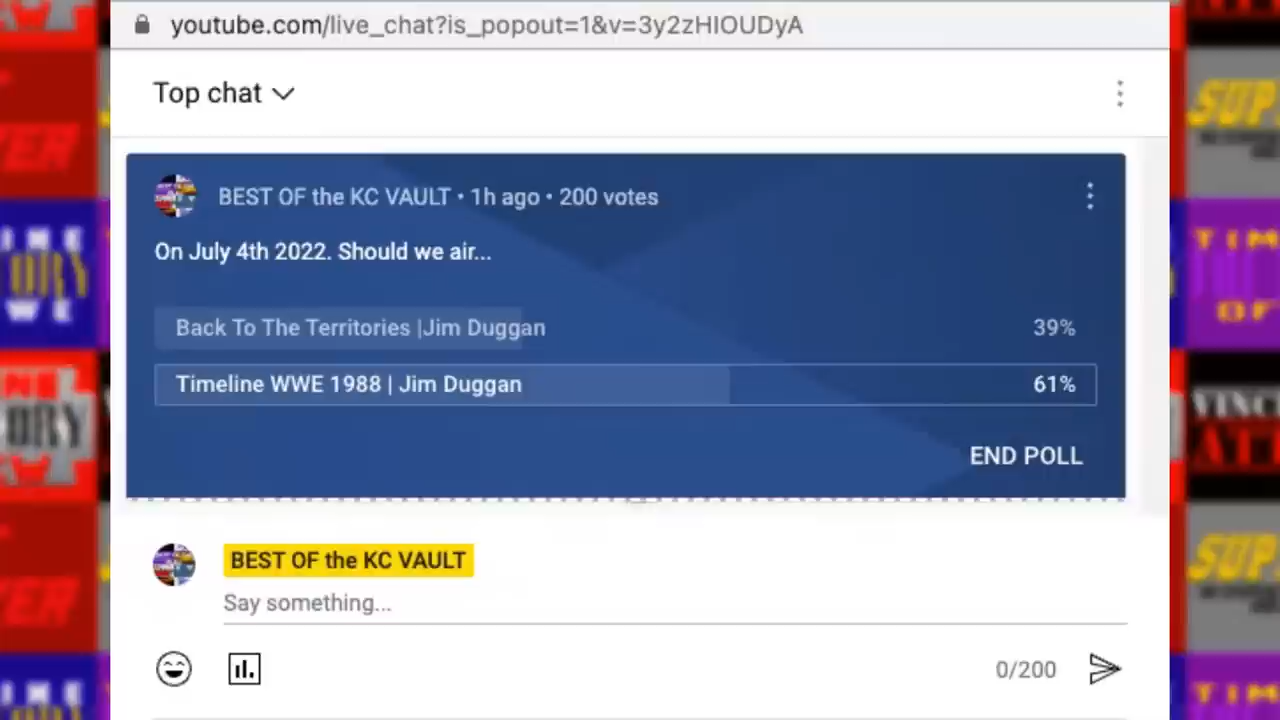 youtube.com/live_chat?is_popout=1&v=3y2zHIOUDyA
Top chat
BEST OF the KC VAULT • 1h ago • 200 votes
On July 4th 2022. Should we air...
Back To The Territories |Jim Duggan 39%
Timeline WWE 1988 | Jim Duggan 61%
END POLL
BEST OF the KC VAULT
Say something...
0/200